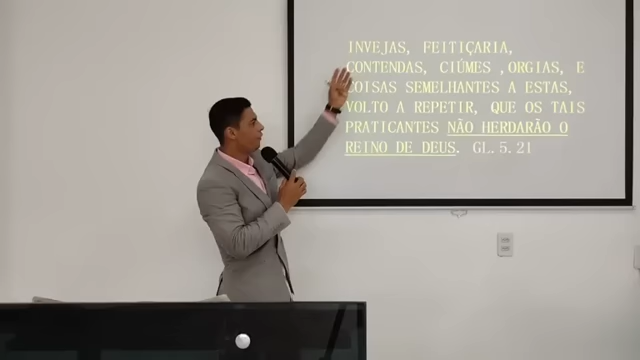 INVEJAS, FEITIÇARIA,
CONTENDAS, CIÚMES ,ORGIAS, E
COISAS SEMELHANTES A ESTAS,
VOLTO A REPETIR, QUE OS TAIS
PRATICANTES NÃO HERDARÃO O
REINO DE DEUS. GL.5.21